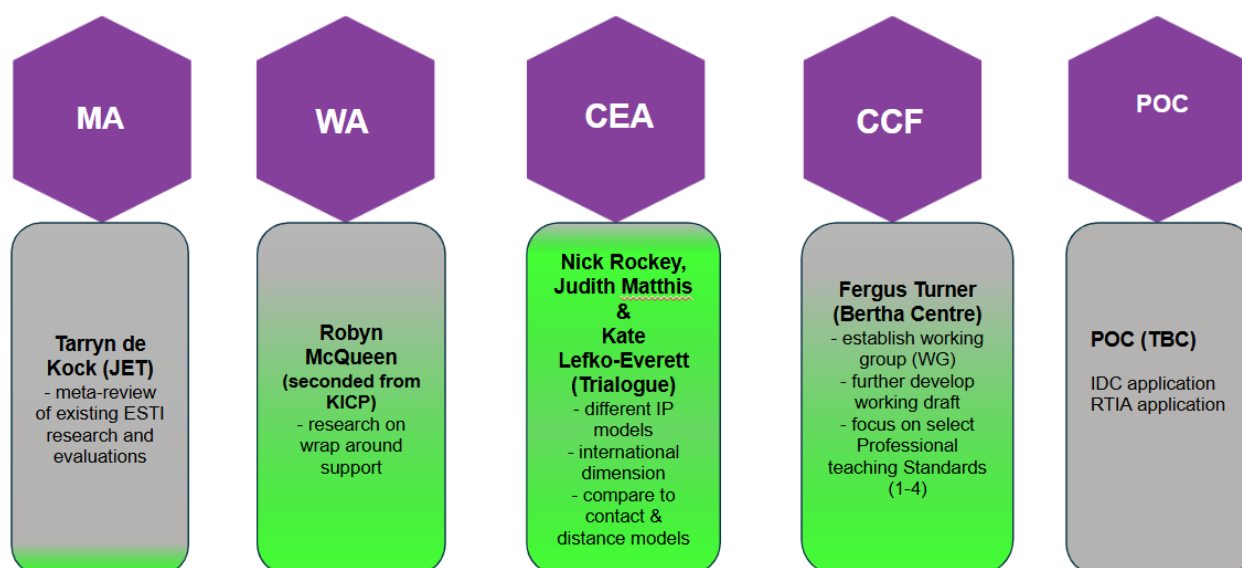 MA
WA
CEA
CCF
POC
Tarryn de
Kock (JET)
- meta-review
of existing ESTI
research and
evaluations
Robyn
McQueen
(seconded from
KICP)
- research on
wrap around
support
Nick Rockey,
Judith Matthis
&
Kate
Lefko-Everett
(Trialogue)
- different IP
models
- international
dimension
- compare to
contact &
distance models
Fergus Turner
(Bertha Centre)
- establish working
group (WG)
- further develop
working draft
- focus on select
Professional
teaching Standards
(1-4)
POC (TBC)
IDC application
RTIA application